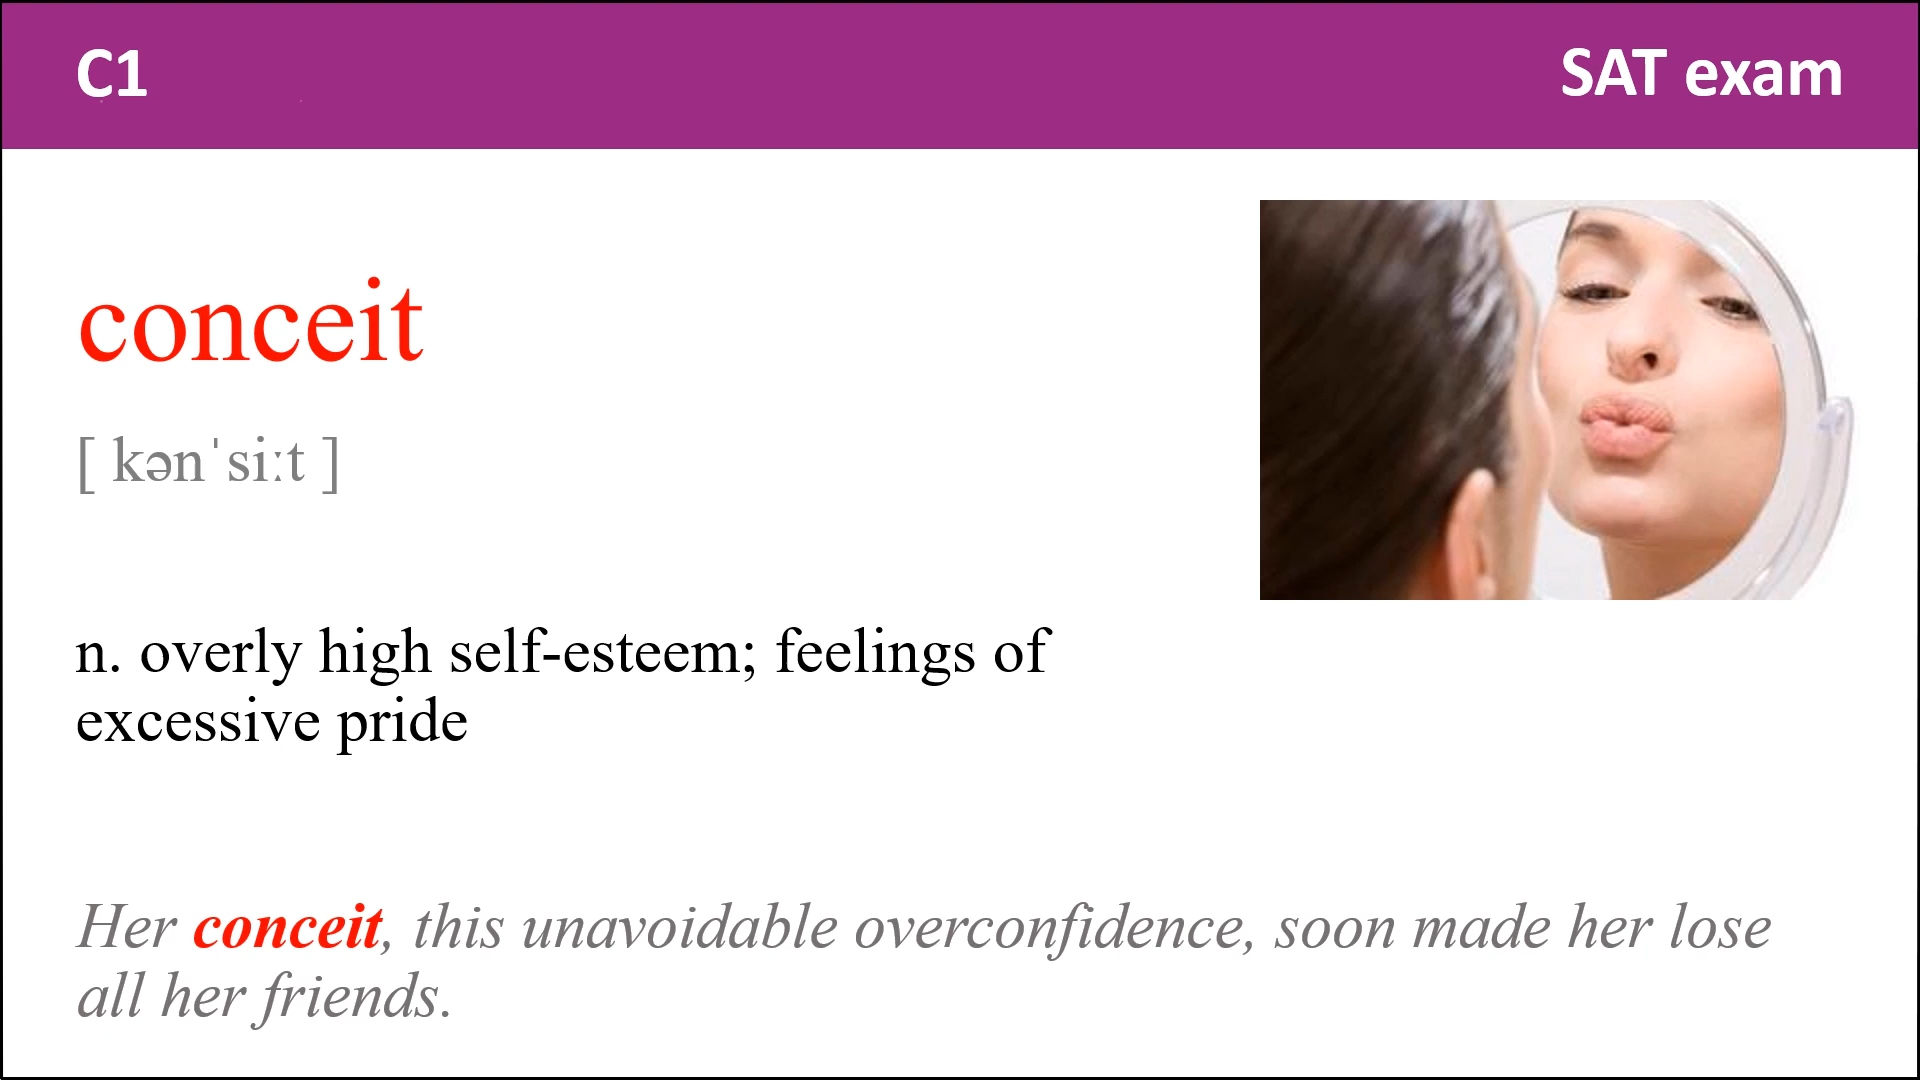 C1
SAT exam
conceit
[ kənˈsiːt ]
n. overly high self-esteem; feelings of
excessive pride
Her conceit, this unavoidable overconfidence, soon made her lose
all her friends.